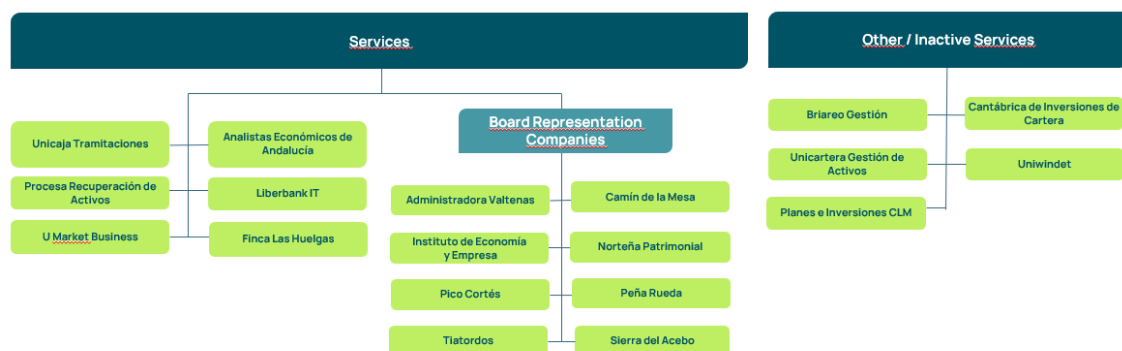 Services
Other / Inactive Services
Unicaja Tramitaciones
Analistas Económicos de
Andalucía
Procesa Recuperación de
Activos
Liberbank IT
U Market Business
Finca Las Huelgas
Board Representation
Companies
Administradora Valtenas
Camín de la Mesa
Instituto de Economía
y Empresa
Norteña Patrimonial
Pico Cortés
Peña Rueda
Tiatordos
Sierra del Acebo
Briareo Gestión
Cantábrica de Inversiones de
Cartera
Unicartera Gestión de
Activos
Uniwindet
Planes e Inversiones CLM